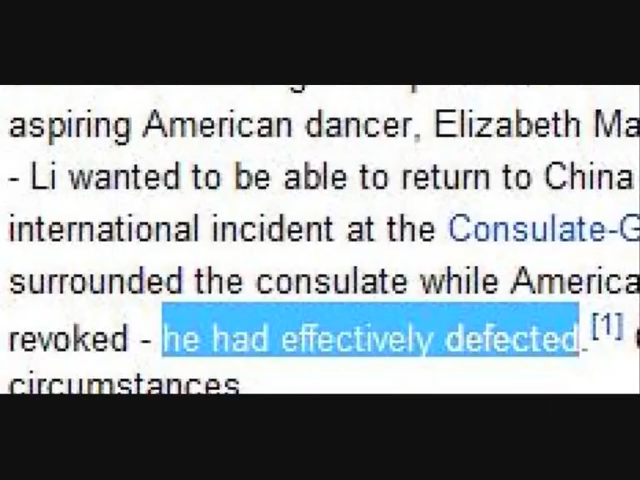 aspiring American dancer, Elizabeth Ma
- Li wanted to be able to return to China
international incident at the Consulate-G
surrounded the consulate while America
revoked - he had effectively defected.[1]
circumstances